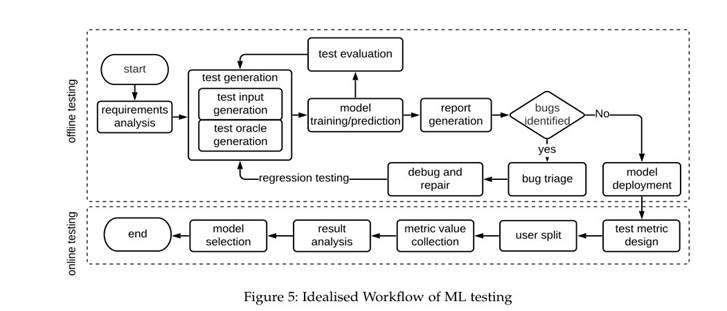 offline testing
start
requirements
analysis
test generation
test input
generation
test oracle
generation
test evaluation
model
training/prediction
report
generation
bugs
identified
No
yes
regression testing
debug and
repair
bug triage
model
deployment
online testing
end
model
selection
result
analysis
metric value
collection
user split
test metric
design
Figure 5: Idealised Workflow of ML testing